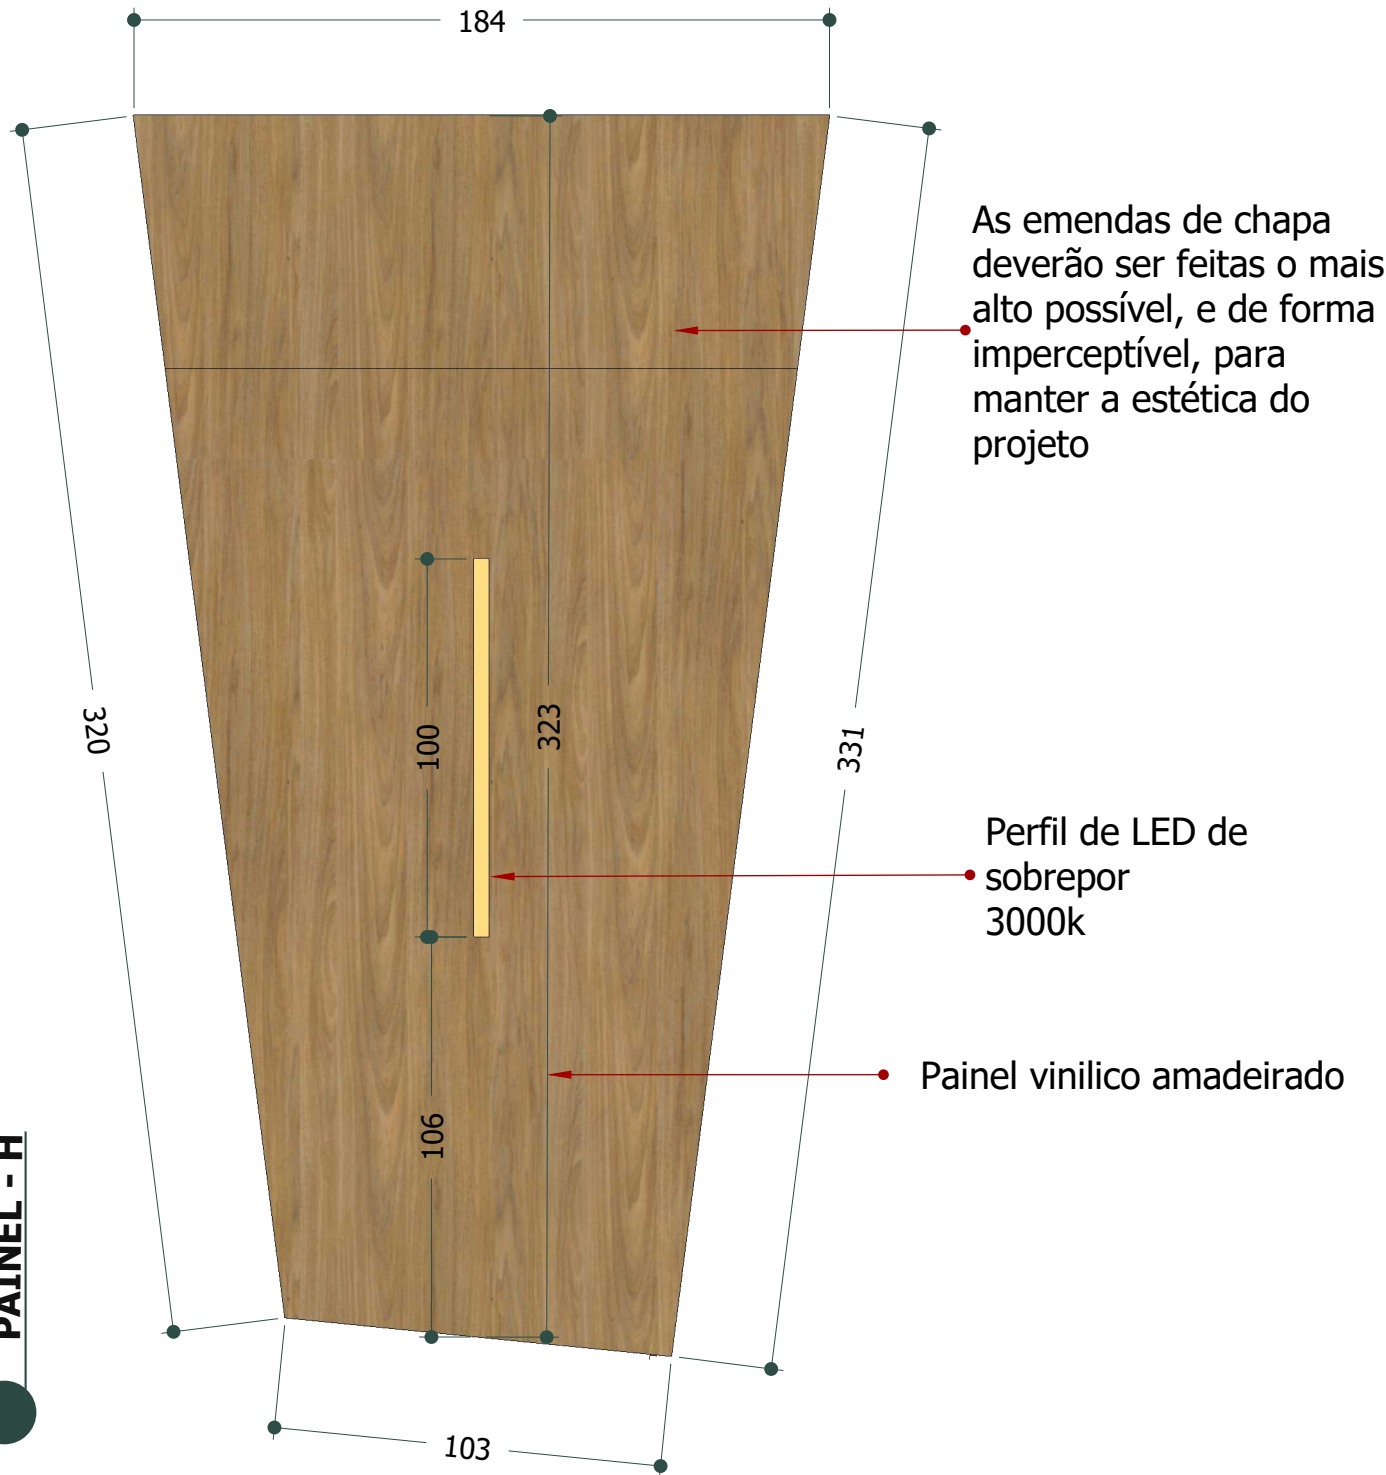 184
As emendas de chapa
deverão ser feitas o mais
alto possível, e de forma
imperceptível, para
manter a estética do
projeto
320
100
323
331
Perfil de LED de
sobrepor
3000k
Painel vinilico amadeirado
106
PAINEL - H
103